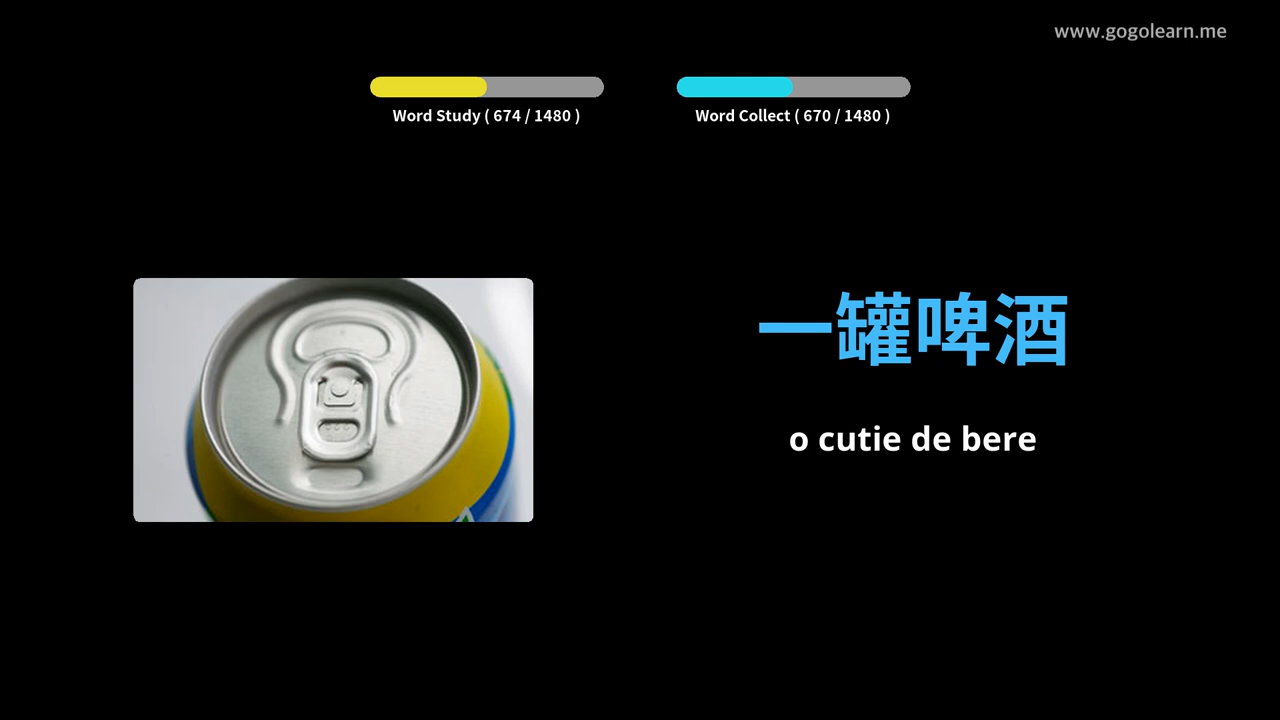 www.gogolearn.me
Word Study ( 674 / 1480 )
Word Collect ( 670 / 1480 )
一罐啤酒
o cutie de bere